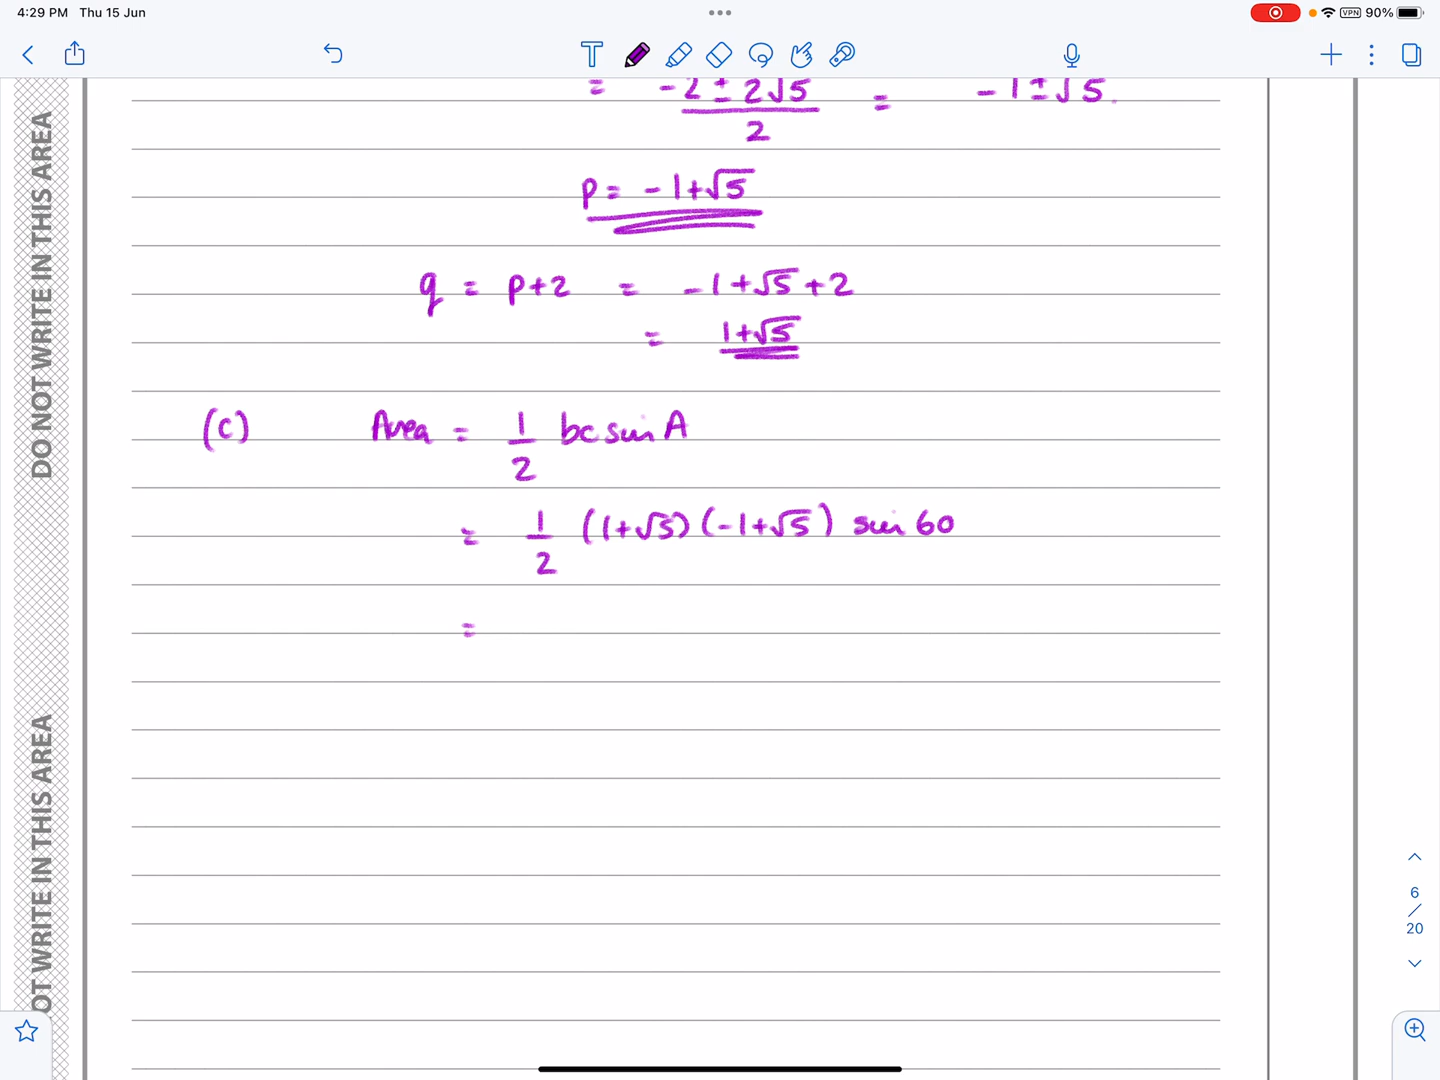 4:29 PM Thu 15 Jun
VPN 90%
T
= -2 ± 2√5 / 2 = -1 ± √5.
p = -1+√5
q = p+2 = -1+√5 +2
= 1+√5
(c) Area = 1/2 bc sin A
= 1/2 (1+√5)(-1+√5) sin 60
=
DO NOT WRITE IN THIS AREA
OT WRITE IN THIS AREA
6
/
20